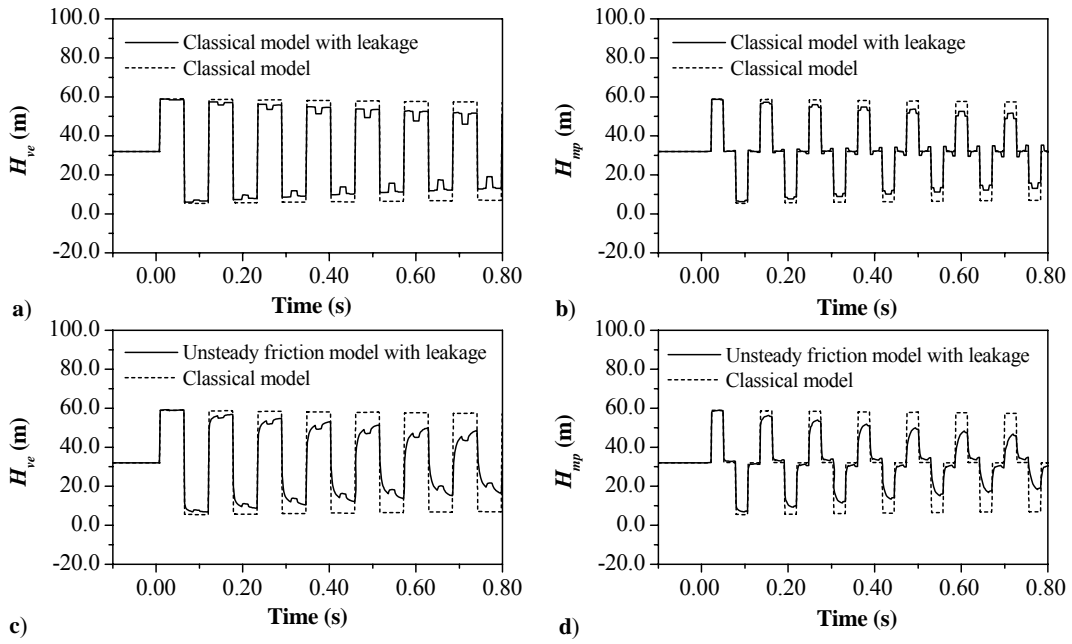 100.0
80.0
60.0
40.0
20.0
0.0
-20.0
H_ve (m)
Classical model with leakage
Classical model
0.00 0.20 0.40 0.60 0.80
Time (s)
a)
100.0
80.0
60.0
40.0
20.0
0.0
-20.0
H_mp (m)
Classical model with leakage
Classical model
0.00 0.20 0.40 0.60 0.80
Time (s)
b)
100.0
80.0
60.0
40.0
20.0
0.0
-20.0
H_ve (m)
Unsteady friction model with leakage
Classical model
0.00 0.20 0.40 0.60 0.80
Time (s)
c)
100.0
80.0
60.0
40.0
20.0
0.0
-20.0
H_mp (m)
Unsteady friction model with leakage
Classical model
0.00 0.20 0.40 0.60 0.80
Time (s)
d)